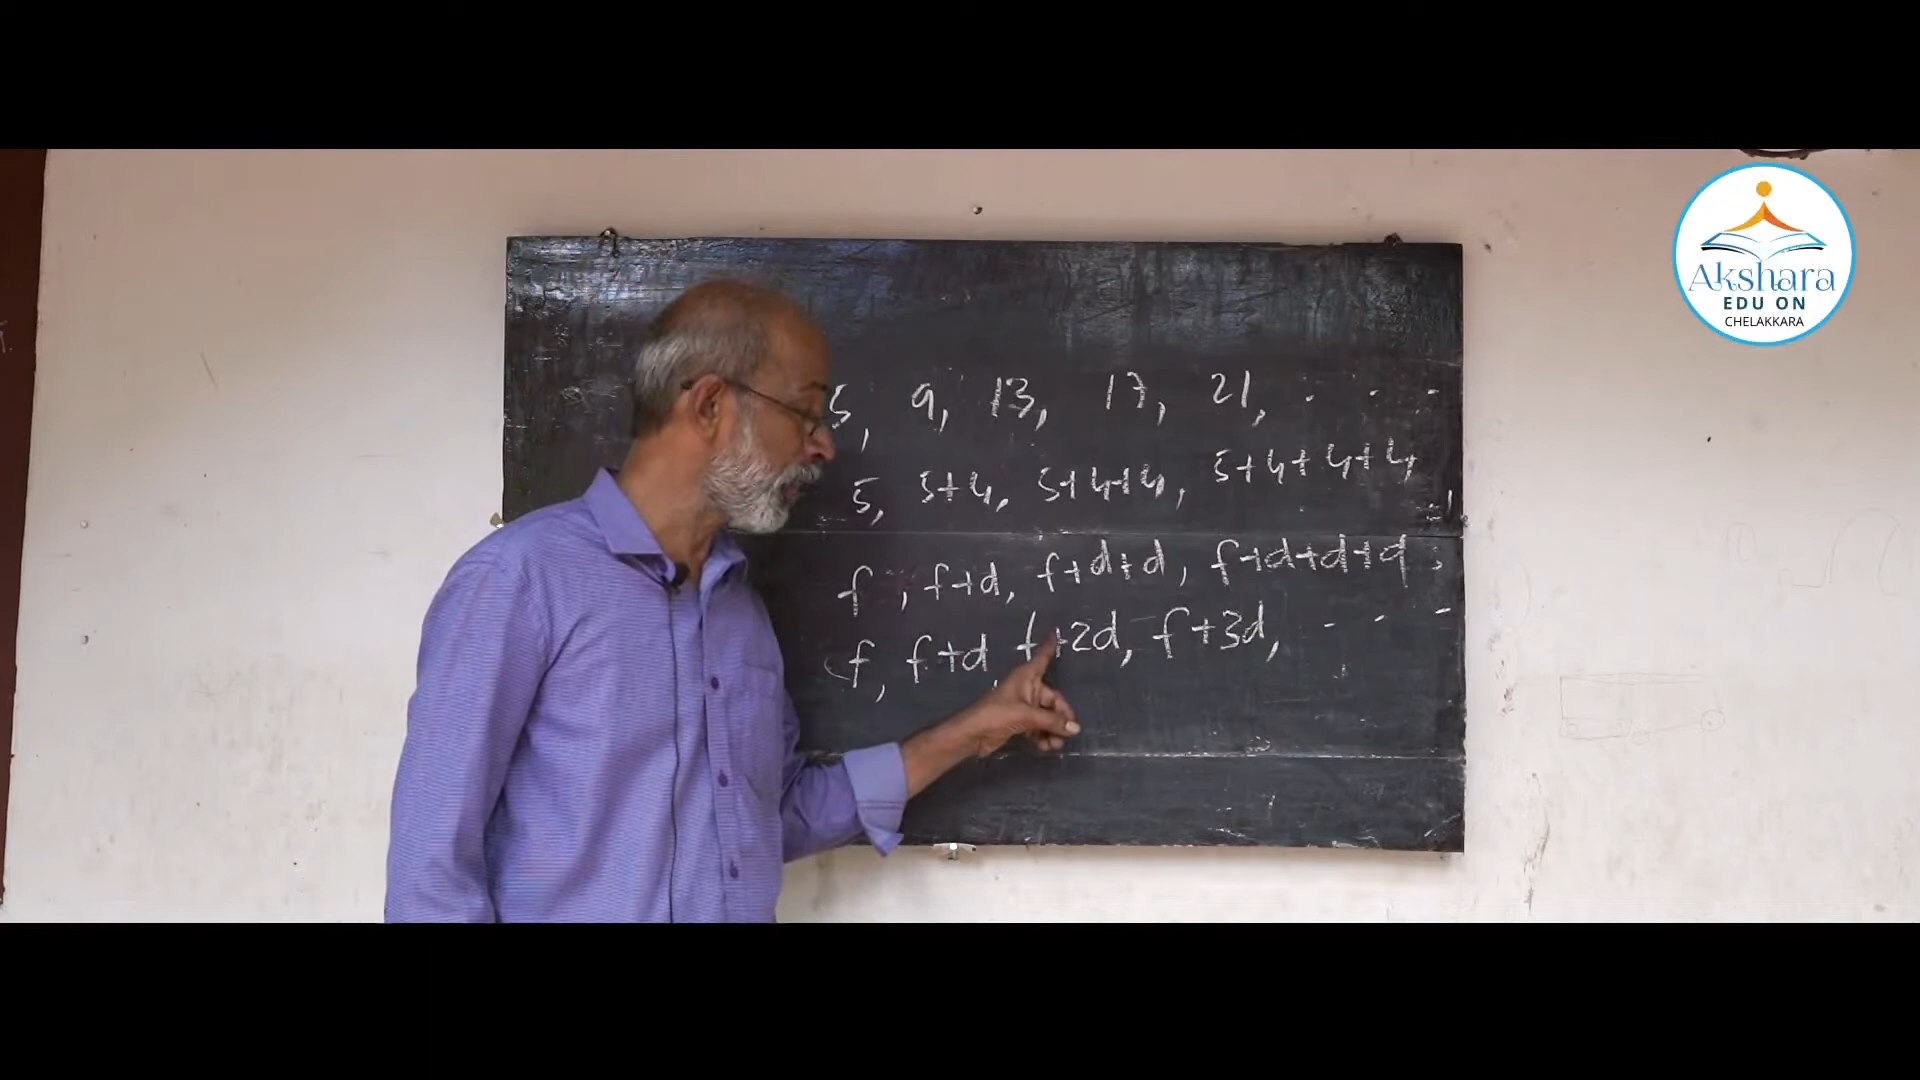 5, 9, 13, 17, 21, . . .
5, 5+4, 5+4+4, 5+4+4+4,
f, f+d, f+d+d, f+d+d+d,
f, f+d, f+2d, f+3d, . . .
Akshara
EDU ON
CHELAKKARA